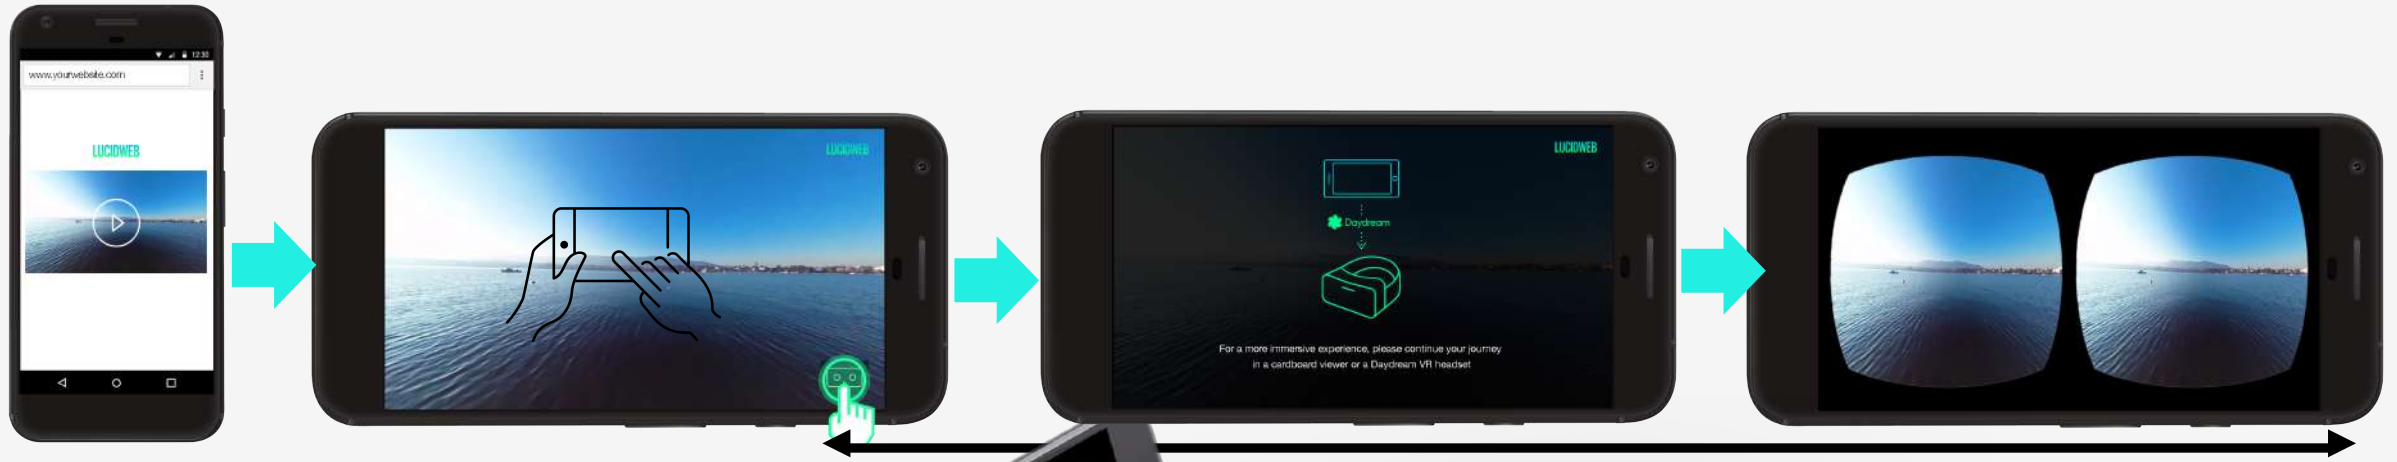 12:30
www.yourwebsite.com
LUCIDWEB
LUCIDWEB
LUCIDWEB
Daydream
For a more immersive experience, please continue your journey
in a cardboard viewer or a Daydream VR headset